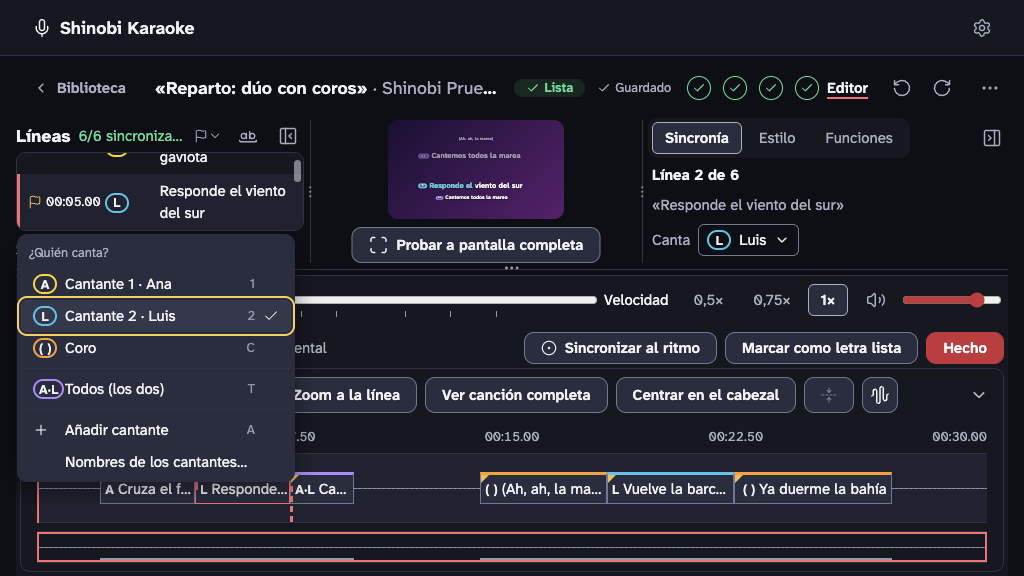 Shinobi Karaoke
Biblioteca
«Reparto: dúo con coros» · Shinobi Prue...
Lista
Guardado
Editor
Líneas
6/6 sincroniza...
ab
gaviota
00:05.00 L Responde el viento
del sur
(Ah, ah, la marea)
A·L Cantemos todos la marea
Responde el viento del sur
Cantemos todos la marea
Probar a pantalla completa
Sincronía
Estilo
Funciones
Línea 2 de 6
«Responde el viento del sur»
Canta
L Luis
¿Quién canta?
A Cantante 1 · Ana 1
L Cantante 2 · Luis 2
( ) Coro C
A·L Todos (los dos) T
+ Añadir cantante A
Nombres de los cantantes...
Velocidad
0,5×
0,75×
1×
ental
Sincronizar al ritmo
Marcar como letra lista
Hecho
Zoom a la línea
Ver canción completa
Centrar en el cabezal
.50
00:15.00
00:22.50
00:30.00
A Cruza el f...
L Responde...
A·L Ca...
( ) (Ah, ah, la ma...
L Vuelve la barc...
( ) Ya duerme la bahía